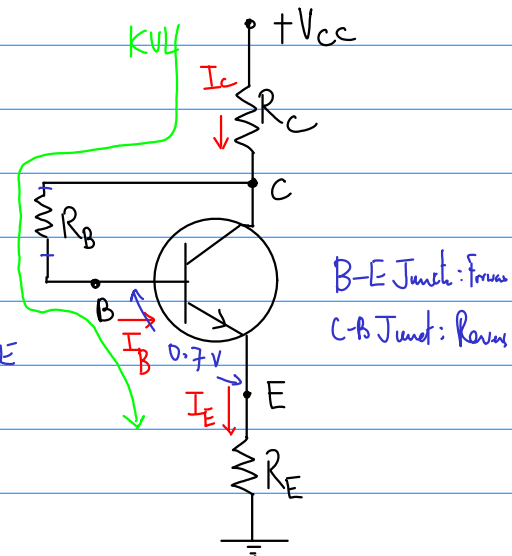 +VCC
KVL
IC
RC
C
RB
B
B-E Junct: Forwar
C-B Junct: Revers
E
IB
0.7V
E
IE
RE